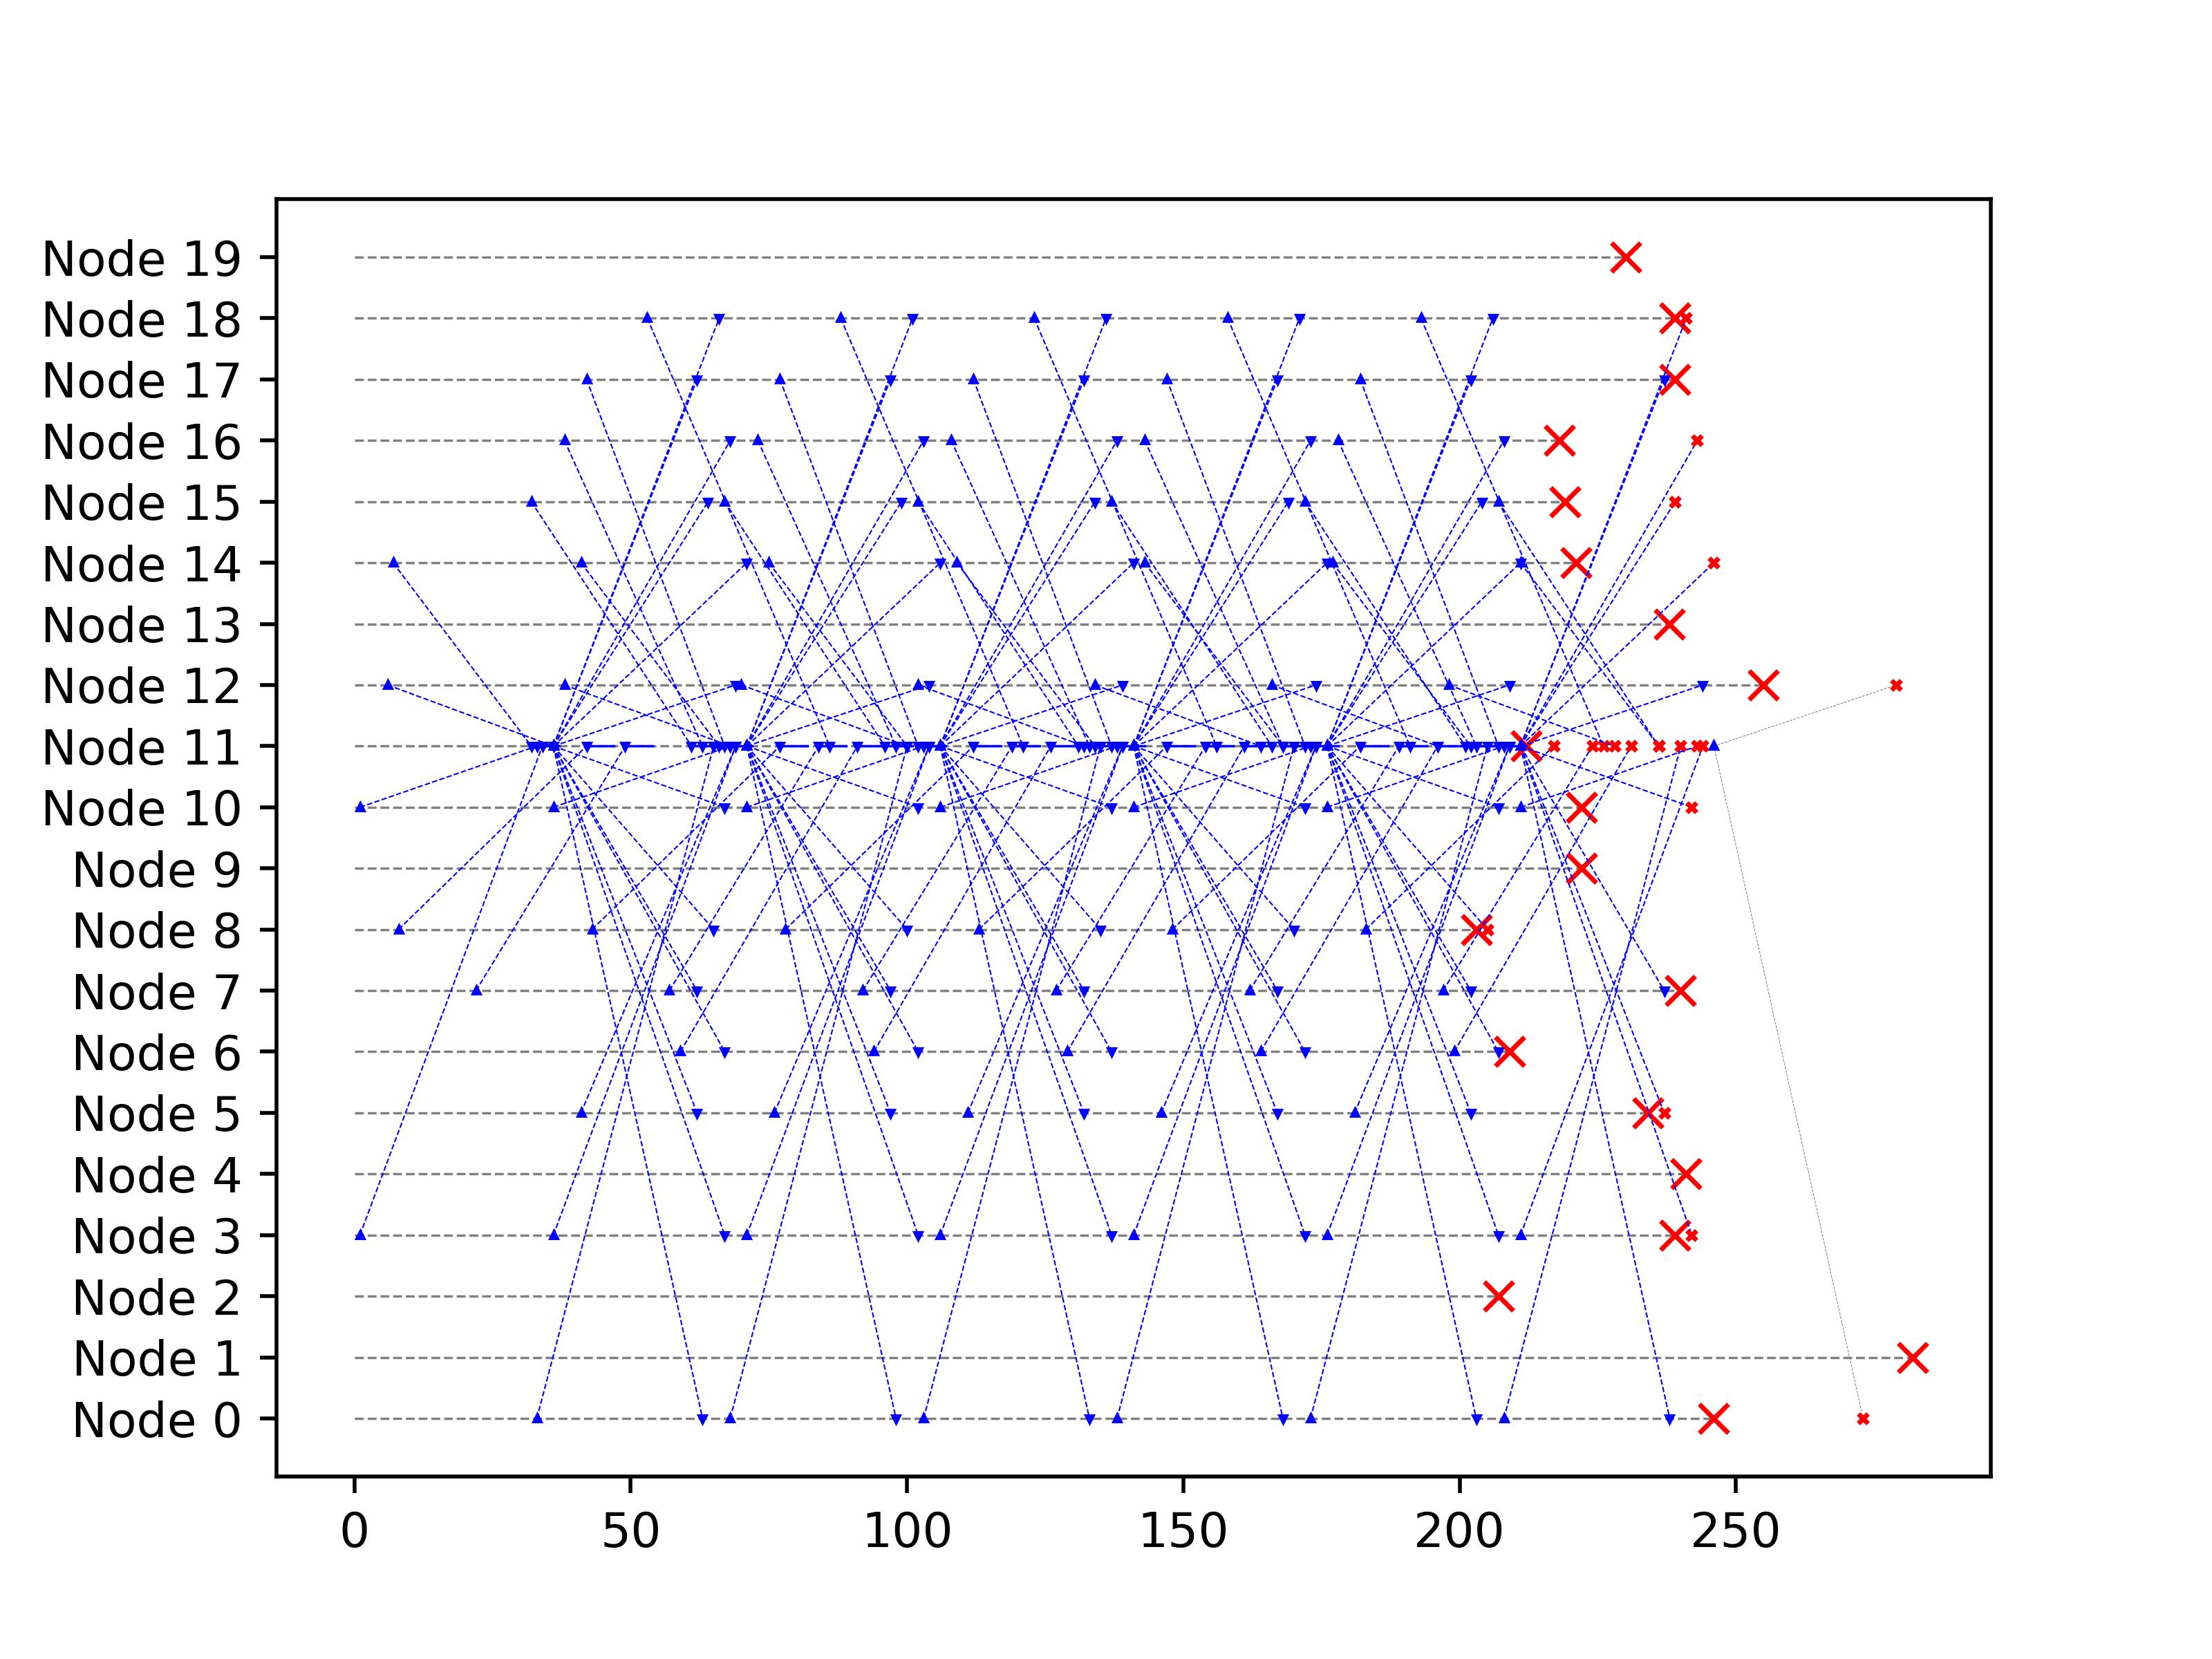 Node 19
Node 18
Node 17
Node 16
Node 15
Node 14
Node 13
Node 12
Node 11
Node 10
Node 9
Node 8
Node 7
Node 6
Node 5
Node 4
Node 3
Node 2
Node 1
Node 0
0 50 100 150 200 250